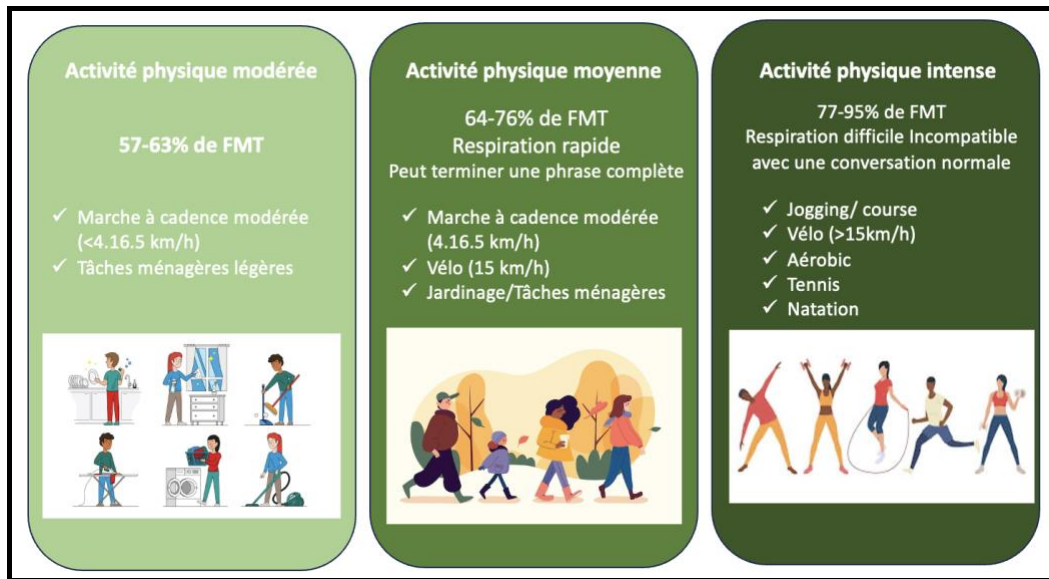 Activité physique modérée
57-63% de FMT
✓ Marche à cadence modérée
(<4.16.5 km/h)
✓ Tâches ménagères légères
Activité physique moyenne
64-76% de FMT
Respiration rapide
Peut terminer une phrase complète
✓ Marche à cadence modérée
(4.16.5 km/h)
✓ Vélo (15 km/h)
✓ Jardinage/Tâches ménagères
Activité physique intense
77-95% de FMT
Respiration difficile Incompatible
avec une conversation normale
✓ Jogging/ course
✓ Vélo (>15km/h)
✓ Aérobic
✓ Tennis
✓ Natation